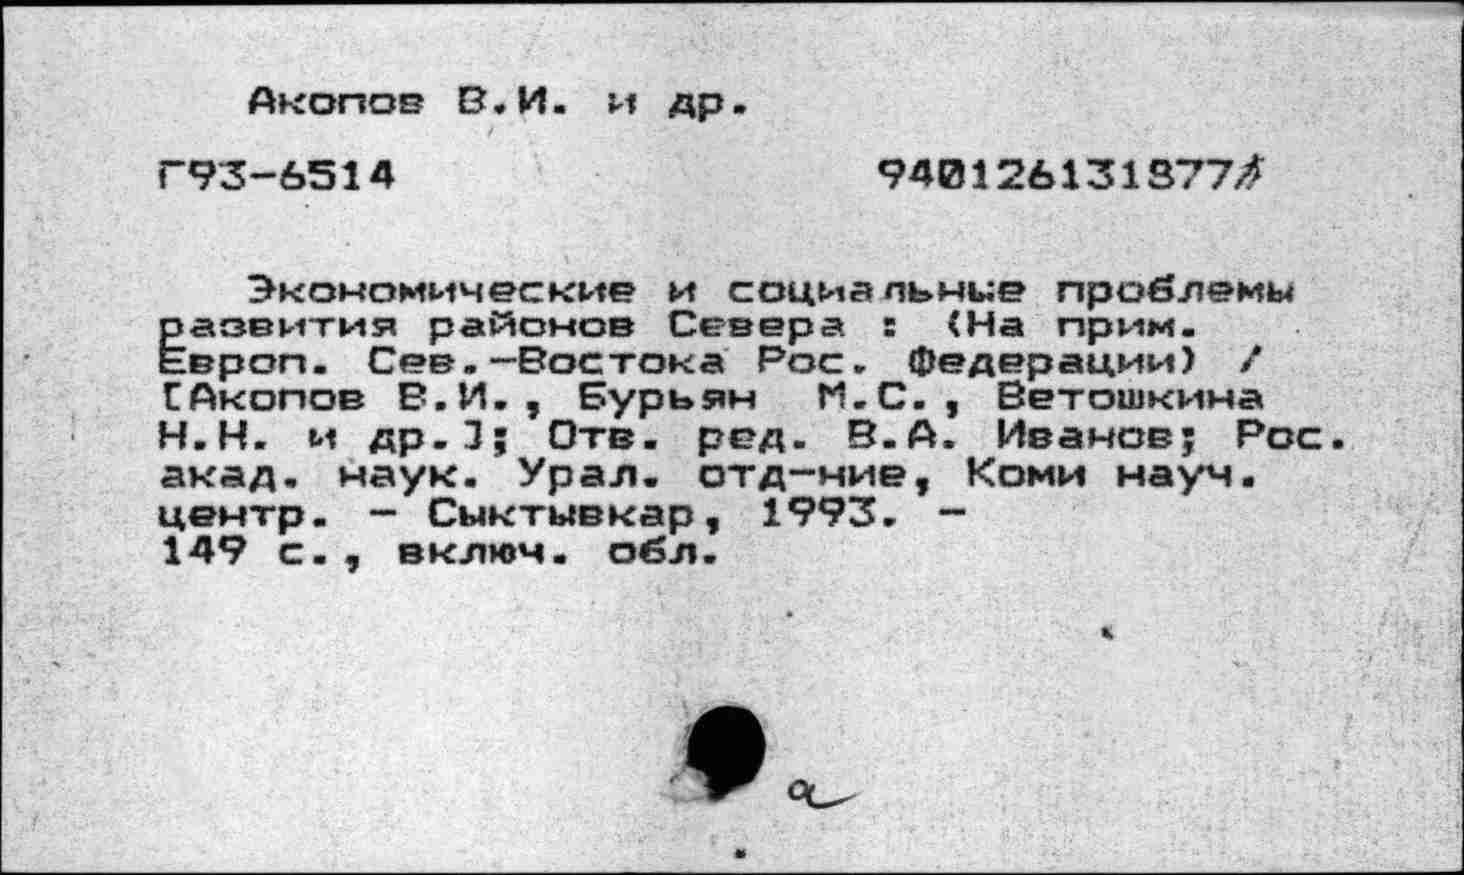 Акопов В.И. и др.
Г93-6514 940126131877
Экономические и социальные проблемы
развития районов Севера : (На прим.
Европ. Сев.-Востока Рос. Федерации) /
[Акопов В.И., Бурьян М.С., Ветошкина
Н.Н. и др.]; Отв. ред. В.А. Иванов; Рос.
акад. наук. Урал. отд-ние, Коми науч.
центр. - Сыктывкар, 1993. -
149 с., включ. обл.
а